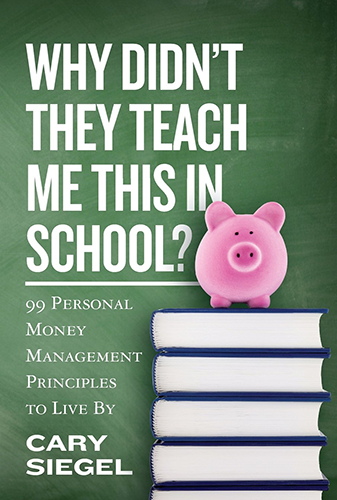 WHY DIDN'T
THEY TEACH
ME THIS IN
SCHOOL?
99 PERSONAL
MONEY
MANAGEMENT
PRINCIPLES
TO LIVE BY
CARY
SIEGEL